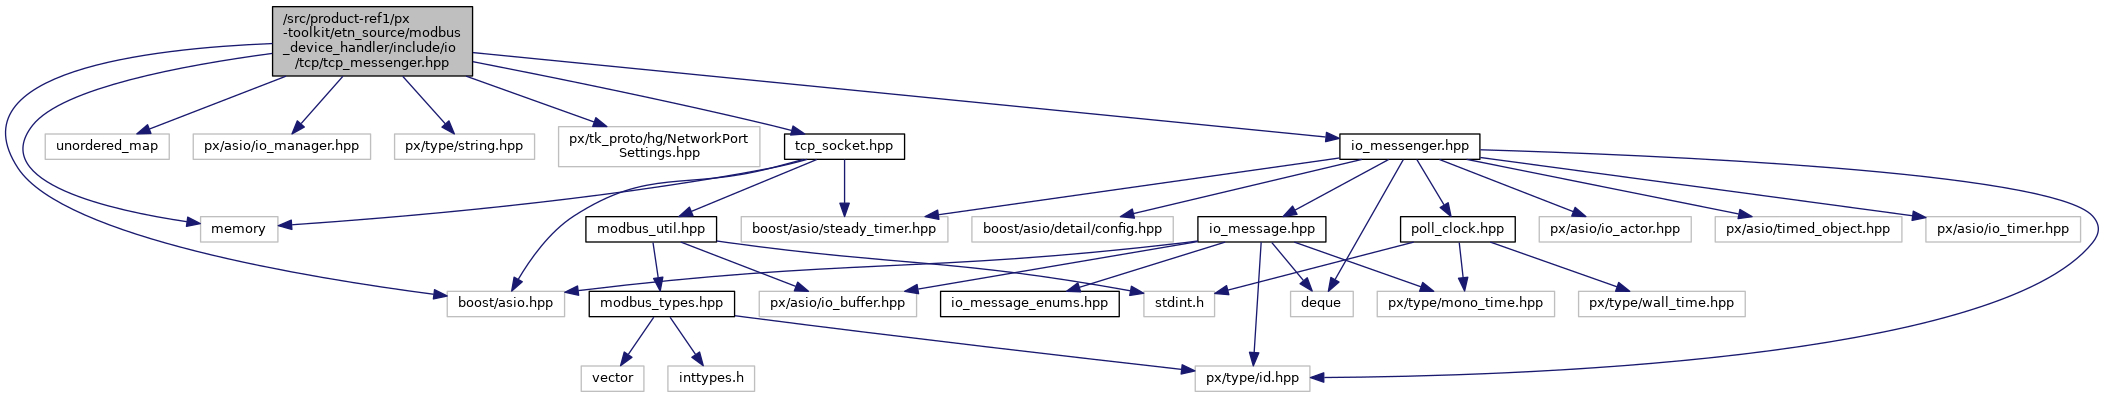 /src/product-ref1/px
-toolkit/etn_source/modbus
_device_handler/include/io
/tcp/tcp_messenger.hpp
unordered_map
px/asio/io_manager.hpp
px/type/string.hpp
px/tk_proto/hg/NetworkPort
Settings.hpp
tcp_socket.hpp
io_messenger.hpp
memory
modbus_util.hpp
boost/asio/steady_timer.hpp
boost/asio/detail/config.hpp
io_message.hpp
poll_clock.hpp
px/asio/io_actor.hpp
px/asio/timed_object.hpp
px/asio/io_timer.hpp
boost/asio.hpp
modbus_types.hpp
px/asio/io_buffer.hpp
io_message_enums.hpp
stdint.h
deque
px/type/mono_time.hpp
px/type/wall_time.hpp
vector
inttypes.h
px/type/id.hpp